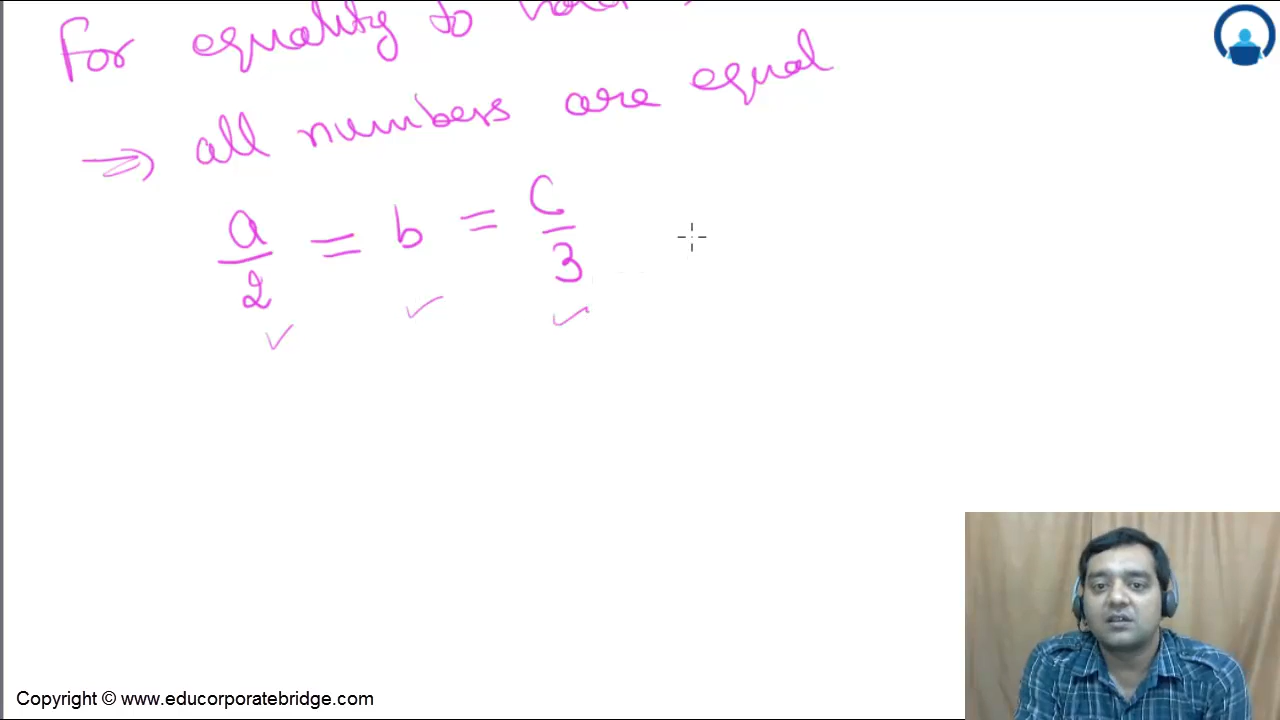 For equality to
⇒ all numbers are equal
a/2 = b = c/3
Copyright © www.educorporatebridge.com